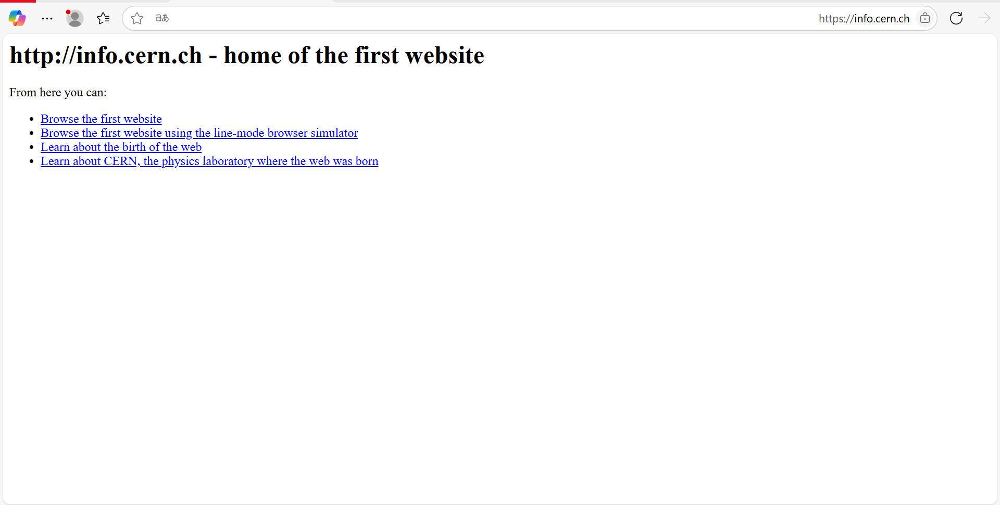 aあ
https://info.cern.ch
http://info.cern.ch - home of the first website
From here you can:
Browse the first website
Browse the first website using the line-mode browser simulator
Learn about the birth of the web
Learn about CERN, the physics laboratory where the web was born